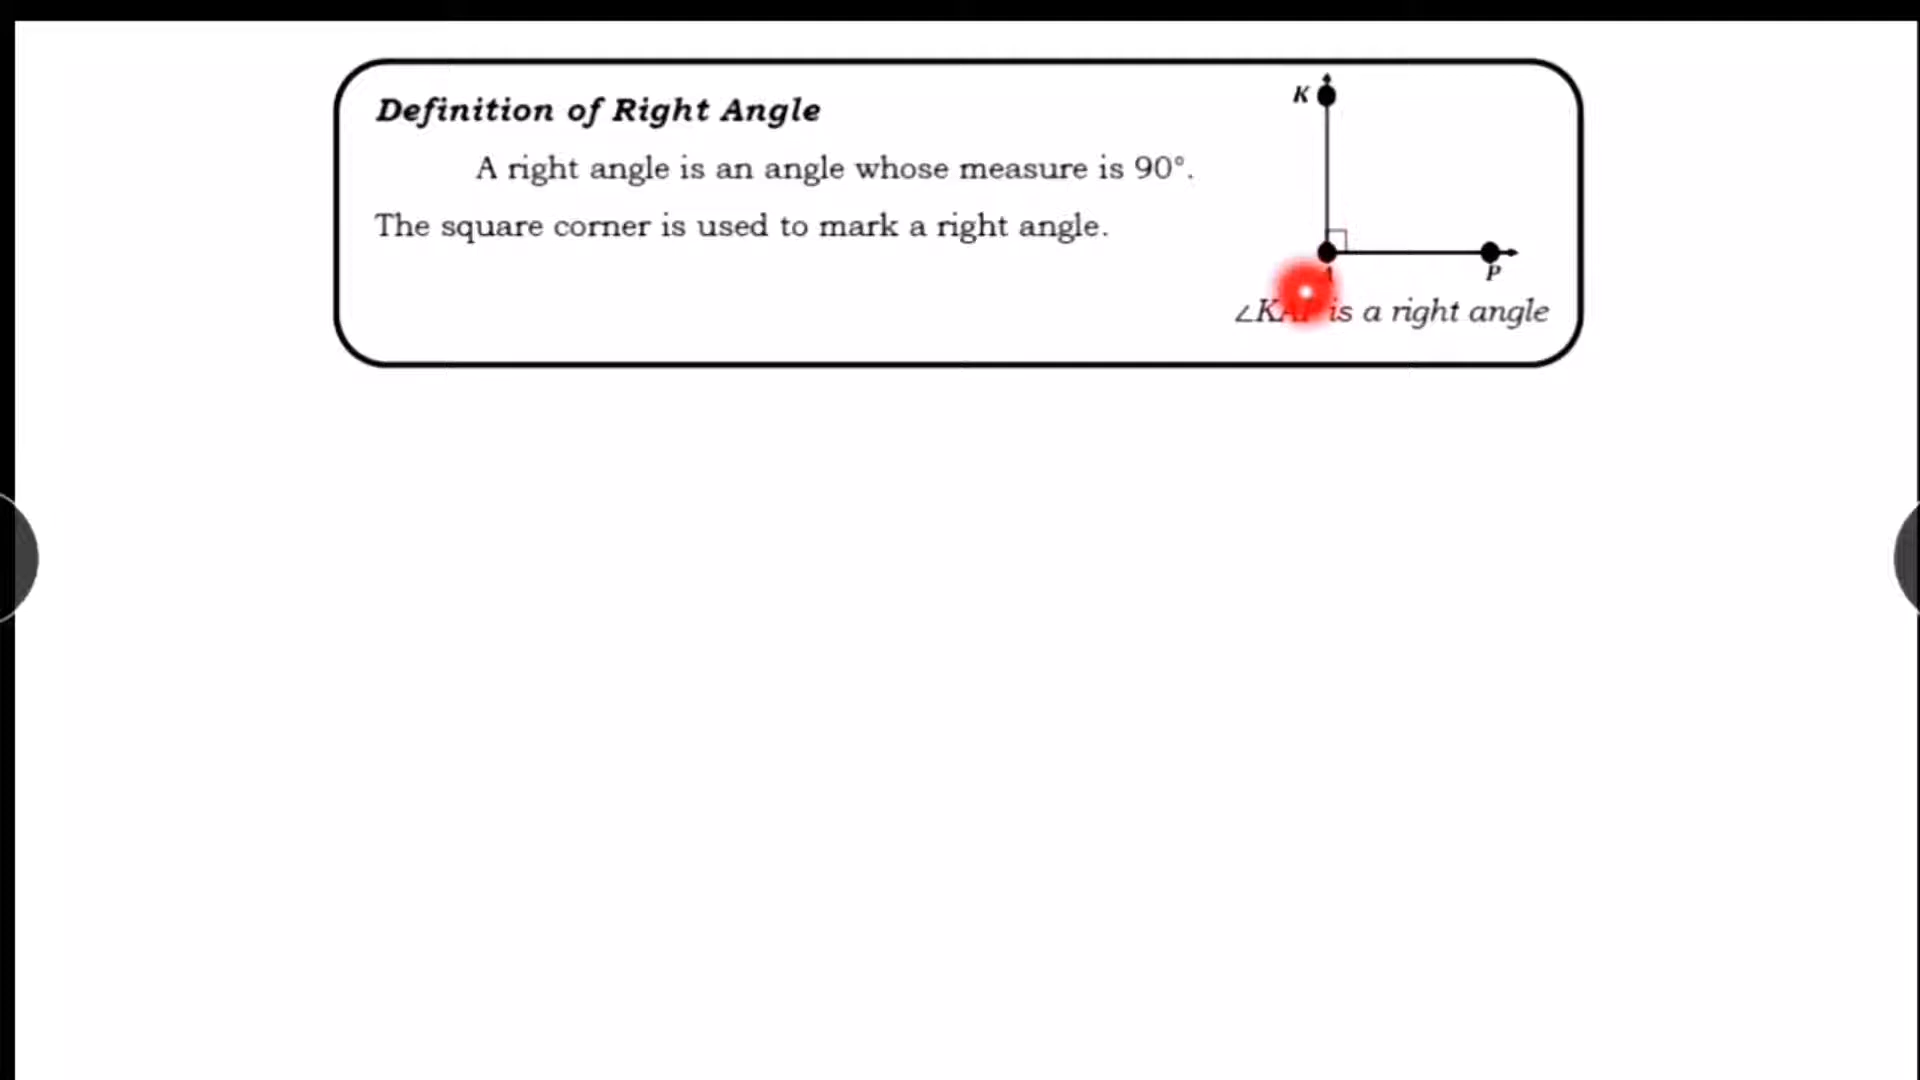 Definition of Right Angle
A right angle is an angle whose measure is 90°.
The square corner is used to mark a right angle.
K
A
P
∠KAP is a right angle